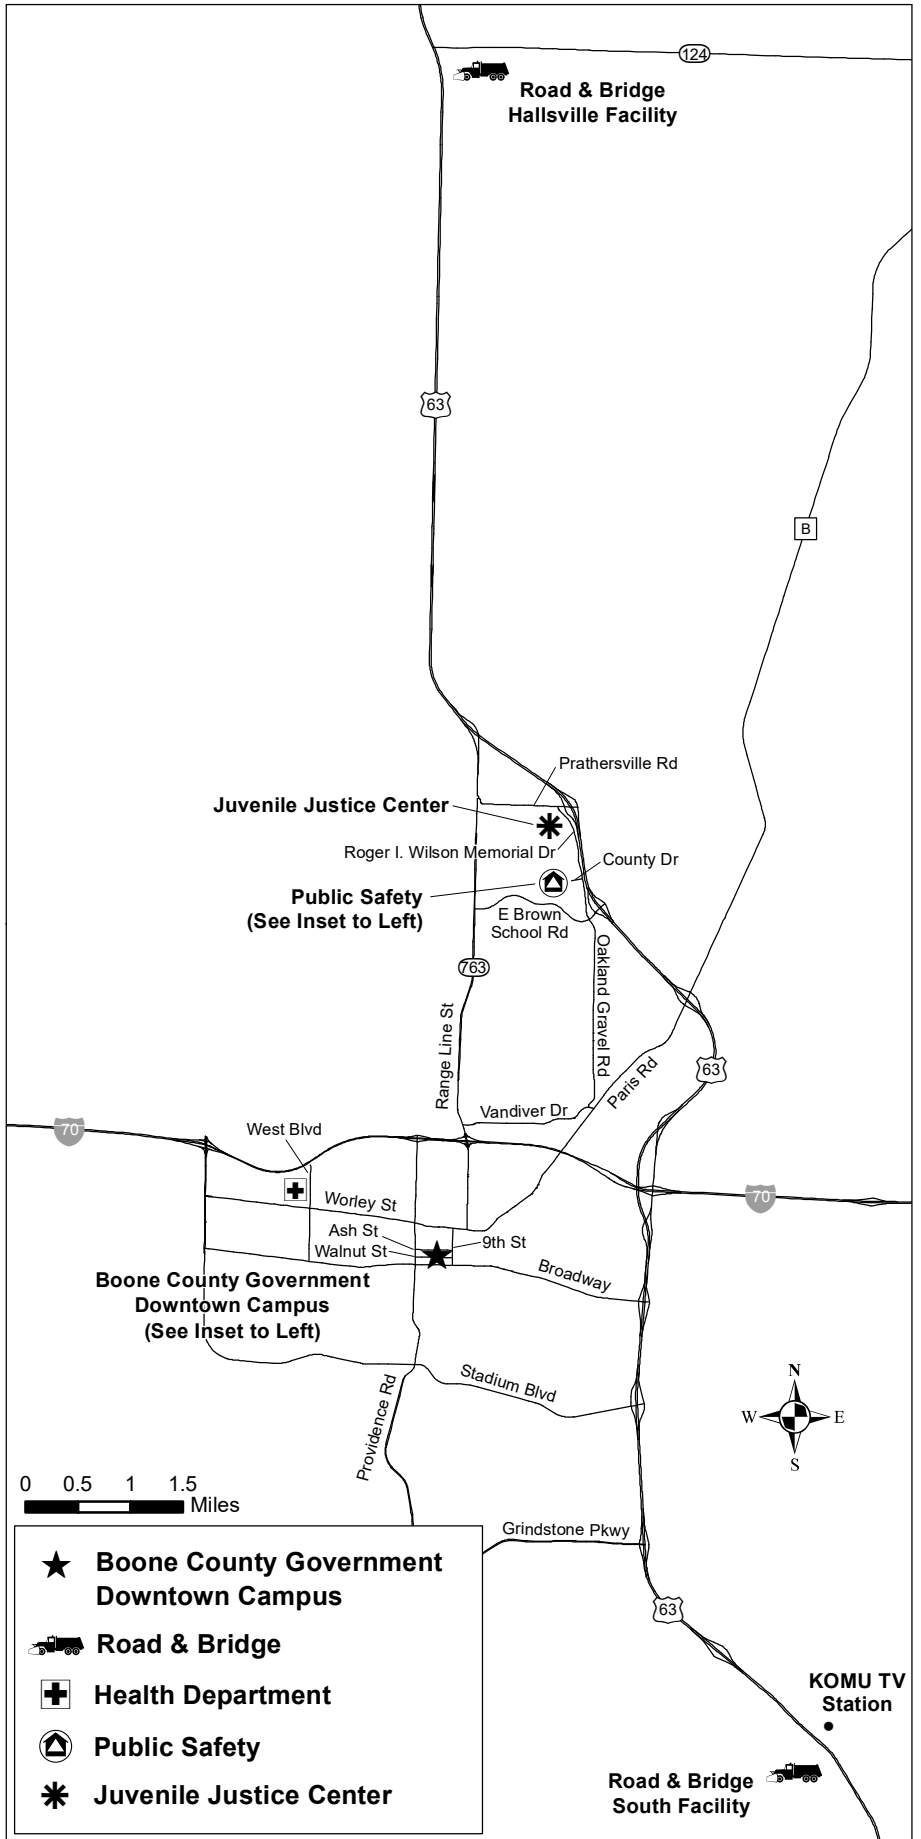 124
Road & Bridge
Hallsville Facility
63
B
Prathersville Rd
Juvenile Justice Center
Roger I. Wilson Memorial Dr
County Dr
Public Safety
(See Inset to Left)
E Brown
School Rd
Oakland Gravel Rd
763
Range Line St
63
Paris Rd
Vandiver Dr
70
West Blvd
70
Worley St
Ash St
9th St
Walnut St
Broadway
Boone County Government
Downtown Campus
(See Inset to Left)
Stadium Blvd
Providence Rd
N
W
E
S
0 0.5 1 1.5
Miles
Grindstone Pkwy
63
Boone County Government
Downtown Campus
Road & Bridge
Health Department
Public Safety
Juvenile Justice Center
KOMU TV
Station
Road & Bridge
South Facility